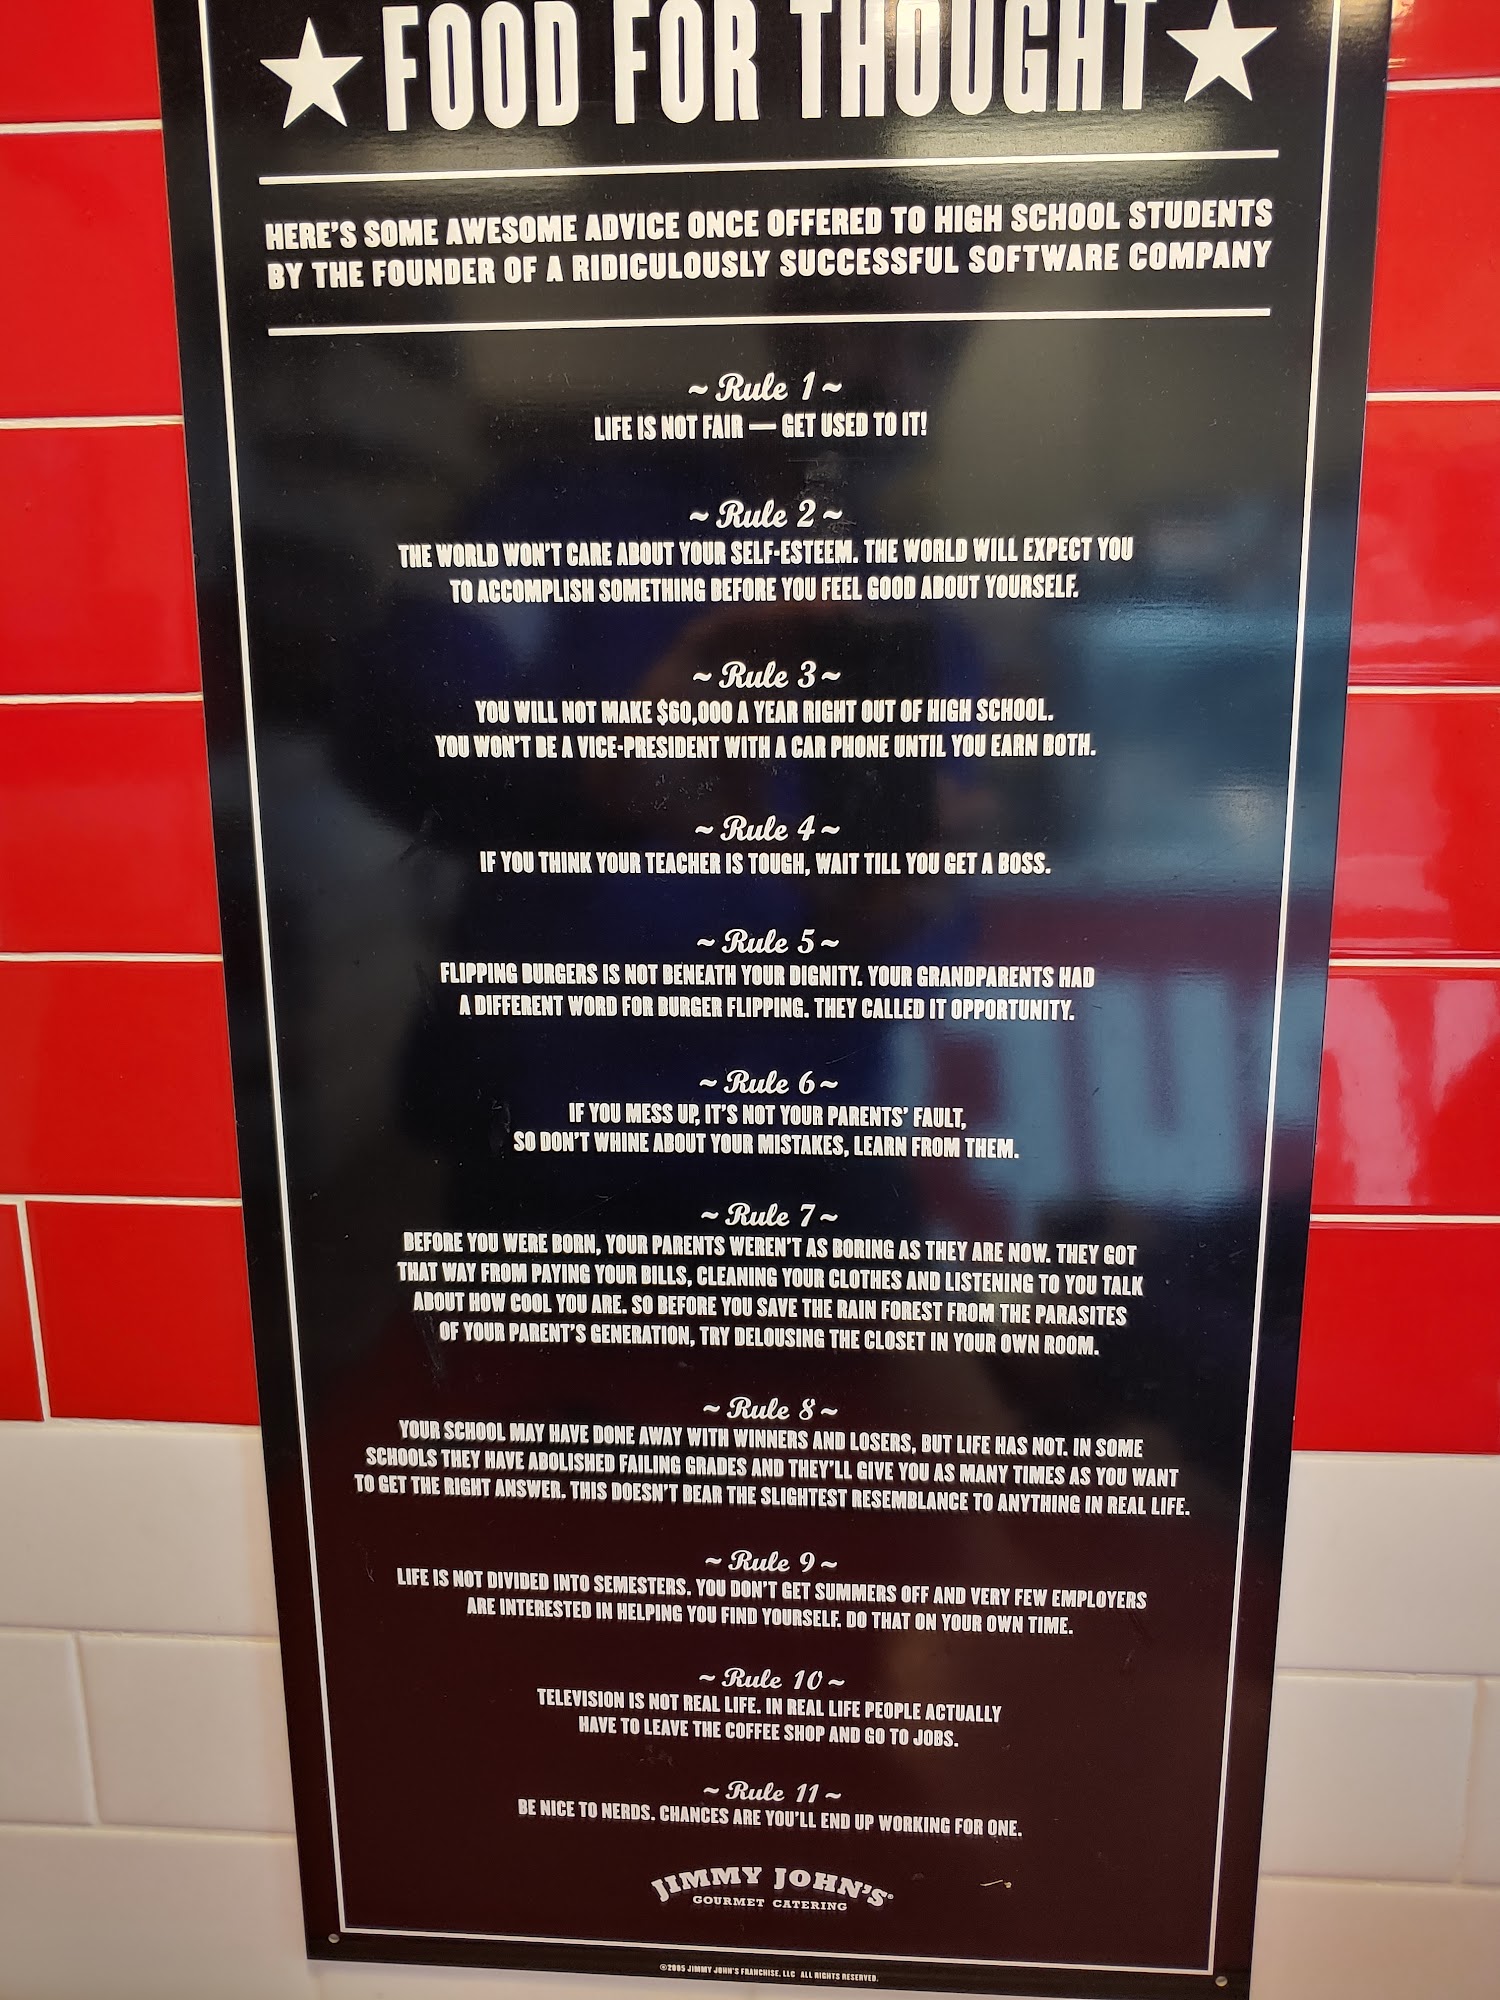 FOOD FOR THOUGHT
HERE'S SOME AWESOME ADVICE ONCE OFFERED TO HIGH SCHOOL STUDENTS
BY THE FOUNDER OF A RIDICULOUSLY SUCCESSFUL SOFTWARE COMPANY
~ Rule 1 ~
LIFE IS NOT FAIR — GET USED TO IT!
~ Rule 2 ~
THE WORLD WON'T CARE ABOUT YOUR SELF-ESTEEM. THE WORLD WILL EXPECT YOU
TO ACCOMPLISH SOMETHING BEFORE YOU FEEL GOOD ABOUT YOURSELF.
~ Rule 3 ~
YOU WILL NOT MAKE $60,000 A YEAR RIGHT OUT OF HIGH SCHOOL.
YOU WON'T BE A VICE-PRESIDENT WITH A CAR PHONE UNTIL YOU EARN BOTH.
~ Rule 4 ~
IF YOU THINK YOUR TEACHER IS TOUGH, WAIT TILL YOU GET A BOSS.
~ Rule 5 ~
FLIPPING BURGERS IS NOT BENEATH YOUR DIGNITY. YOUR GRANDPARENTS HAD
A DIFFERENT WORD FOR BURGER FLIPPING. THEY CALLED IT OPPORTUNITY.
~ Rule 6 ~
IF YOU MESS UP, IT'S NOT YOUR PARENTS' FAULT,
SO DON'T WHINE ABOUT YOUR MISTAKES, LEARN FROM THEM.
~ Rule 7 ~
BEFORE YOU WERE BORN, YOUR PARENTS WEREN'T AS BORING AS THEY ARE NOW. THEY GOT
THAT WAY FROM PAYING YOUR BILLS, CLEANING YOUR CLOTHES AND LISTENING TO YOU TALK
ABOUT HOW COOL YOU ARE. SO BEFORE YOU SAVE THE RAIN FOREST FROM THE PARASITES
OF YOUR PARENT'S GENERATION, TRY DELOUSING THE CLOSET IN YOUR OWN ROOM.
~ Rule 8 ~
YOUR SCHOOL MAY HAVE DONE AWAY WITH WINNERS AND LOSERS, BUT LIFE HAS NOT. IN SOME
SCHOOLS THEY HAVE ABOLISHED FAILING GRADES AND THEY'LL GIVE YOU AS MANY TIMES AS YOU WANT
TO GET THE RIGHT ANSWER. THIS DOESN'T BEAR THE SLIGHTEST RESEMBLANCE TO ANYTHING IN REAL LIFE.
~ Rule 9 ~
LIFE IS NOT DIVIDED INTO SEMESTERS. YOU DON'T GET SUMMERS OFF AND VERY FEW EMPLOYERS
ARE INTERESTED IN HELPING YOU FIND YOURSELF. DO THAT ON YOUR OWN TIME.
~ Rule 10 ~
TELEVISION IS NOT REAL LIFE. IN REAL LIFE PEOPLE ACTUALLY
HAVE TO LEAVE THE COFFEE SHOP AND GO TO JOBS.
~ Rule 11 ~
BE NICE TO NERDS. CHANCES ARE YOU'LL END UP WORKING FOR ONE.
JIMMY JOHN'S®
GOURMET CATERING
©2005 JIMMY JOHN'S FRANCHISE, LLC ALL RIGHTS RESERVED.